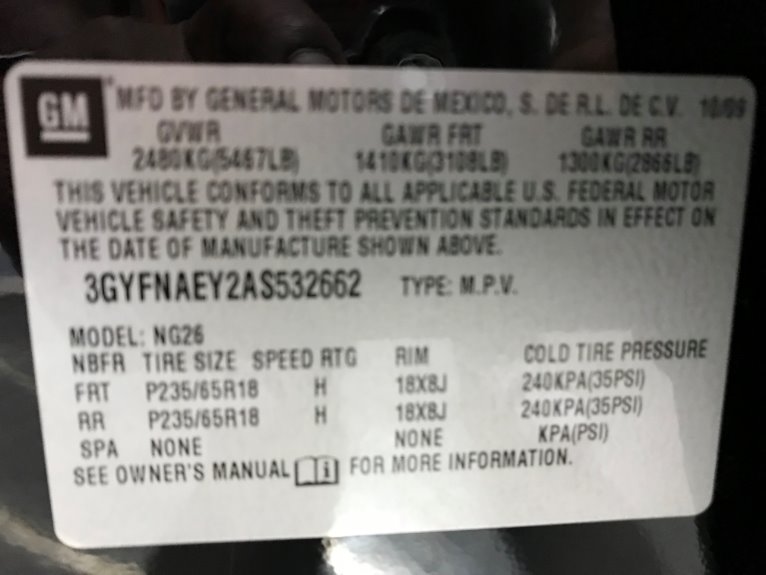 GM® MFD BY GENERAL MOTORS DE MEXICO, S. DE R.L. DE C.V. 10/09
GVWR GAWR FRT GAWR RR
2480KG(5467LB) 1410KG(3108LB) 1300KG(2866LB)
THIS VEHICLE CONFORMS TO ALL APPLICABLE U.S. FEDERAL MOTOR
VEHICLE SAFETY AND THEFT PREVENTION STANDARDS IN EFFECT ON
THE DATE OF MANUFACTURE SHOWN ABOVE.
3GYFNAEY2AS532662 TYPE: M.P.V.
MODEL: NG26
NBFR TIRE SIZE SPEED RTG RIM COLD TIRE PRESSURE
FRT P235/65R18 H 18X8J 240KPA(35PSI)
RR P235/65R18 H 18X8J 240KPA(35PSI)
SPA NONE NONE KPA(PSI)
SEE OWNER'S MANUAL i FOR MORE INFORMATION.